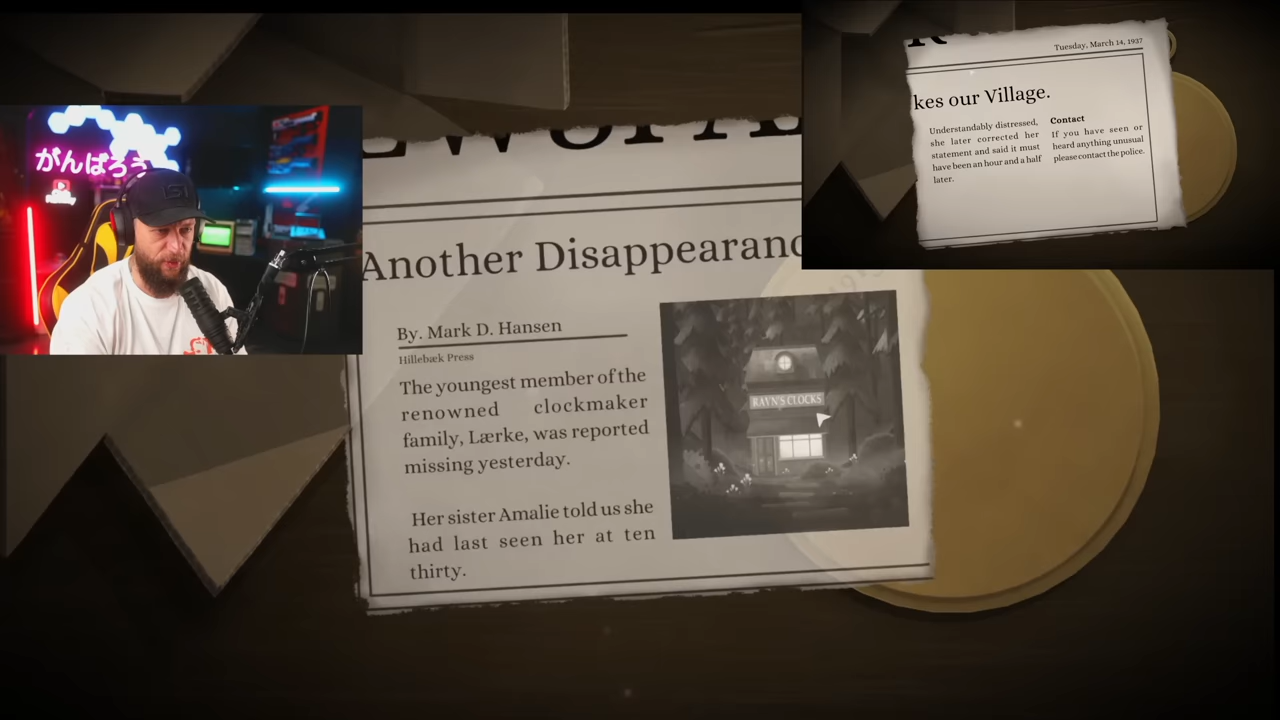 がんばろう
Another Disappearanc
By. Mark D. Hansen
Hillebæk Press
The youngest member of the
renowned clockmaker
family, Lærke, was reported
missing yesterday.
Her sister Amalie told us she
had last seen her at ten
thirty.
RAYN'S CLOCKS
Tuesday, March 14, 1937
kes our Village.
Understandably distressed,
she later corrected her
statement and said it must
have been an hour and a half
later.
Contact
If you have seen or
heard anything unusual
please contact the police.